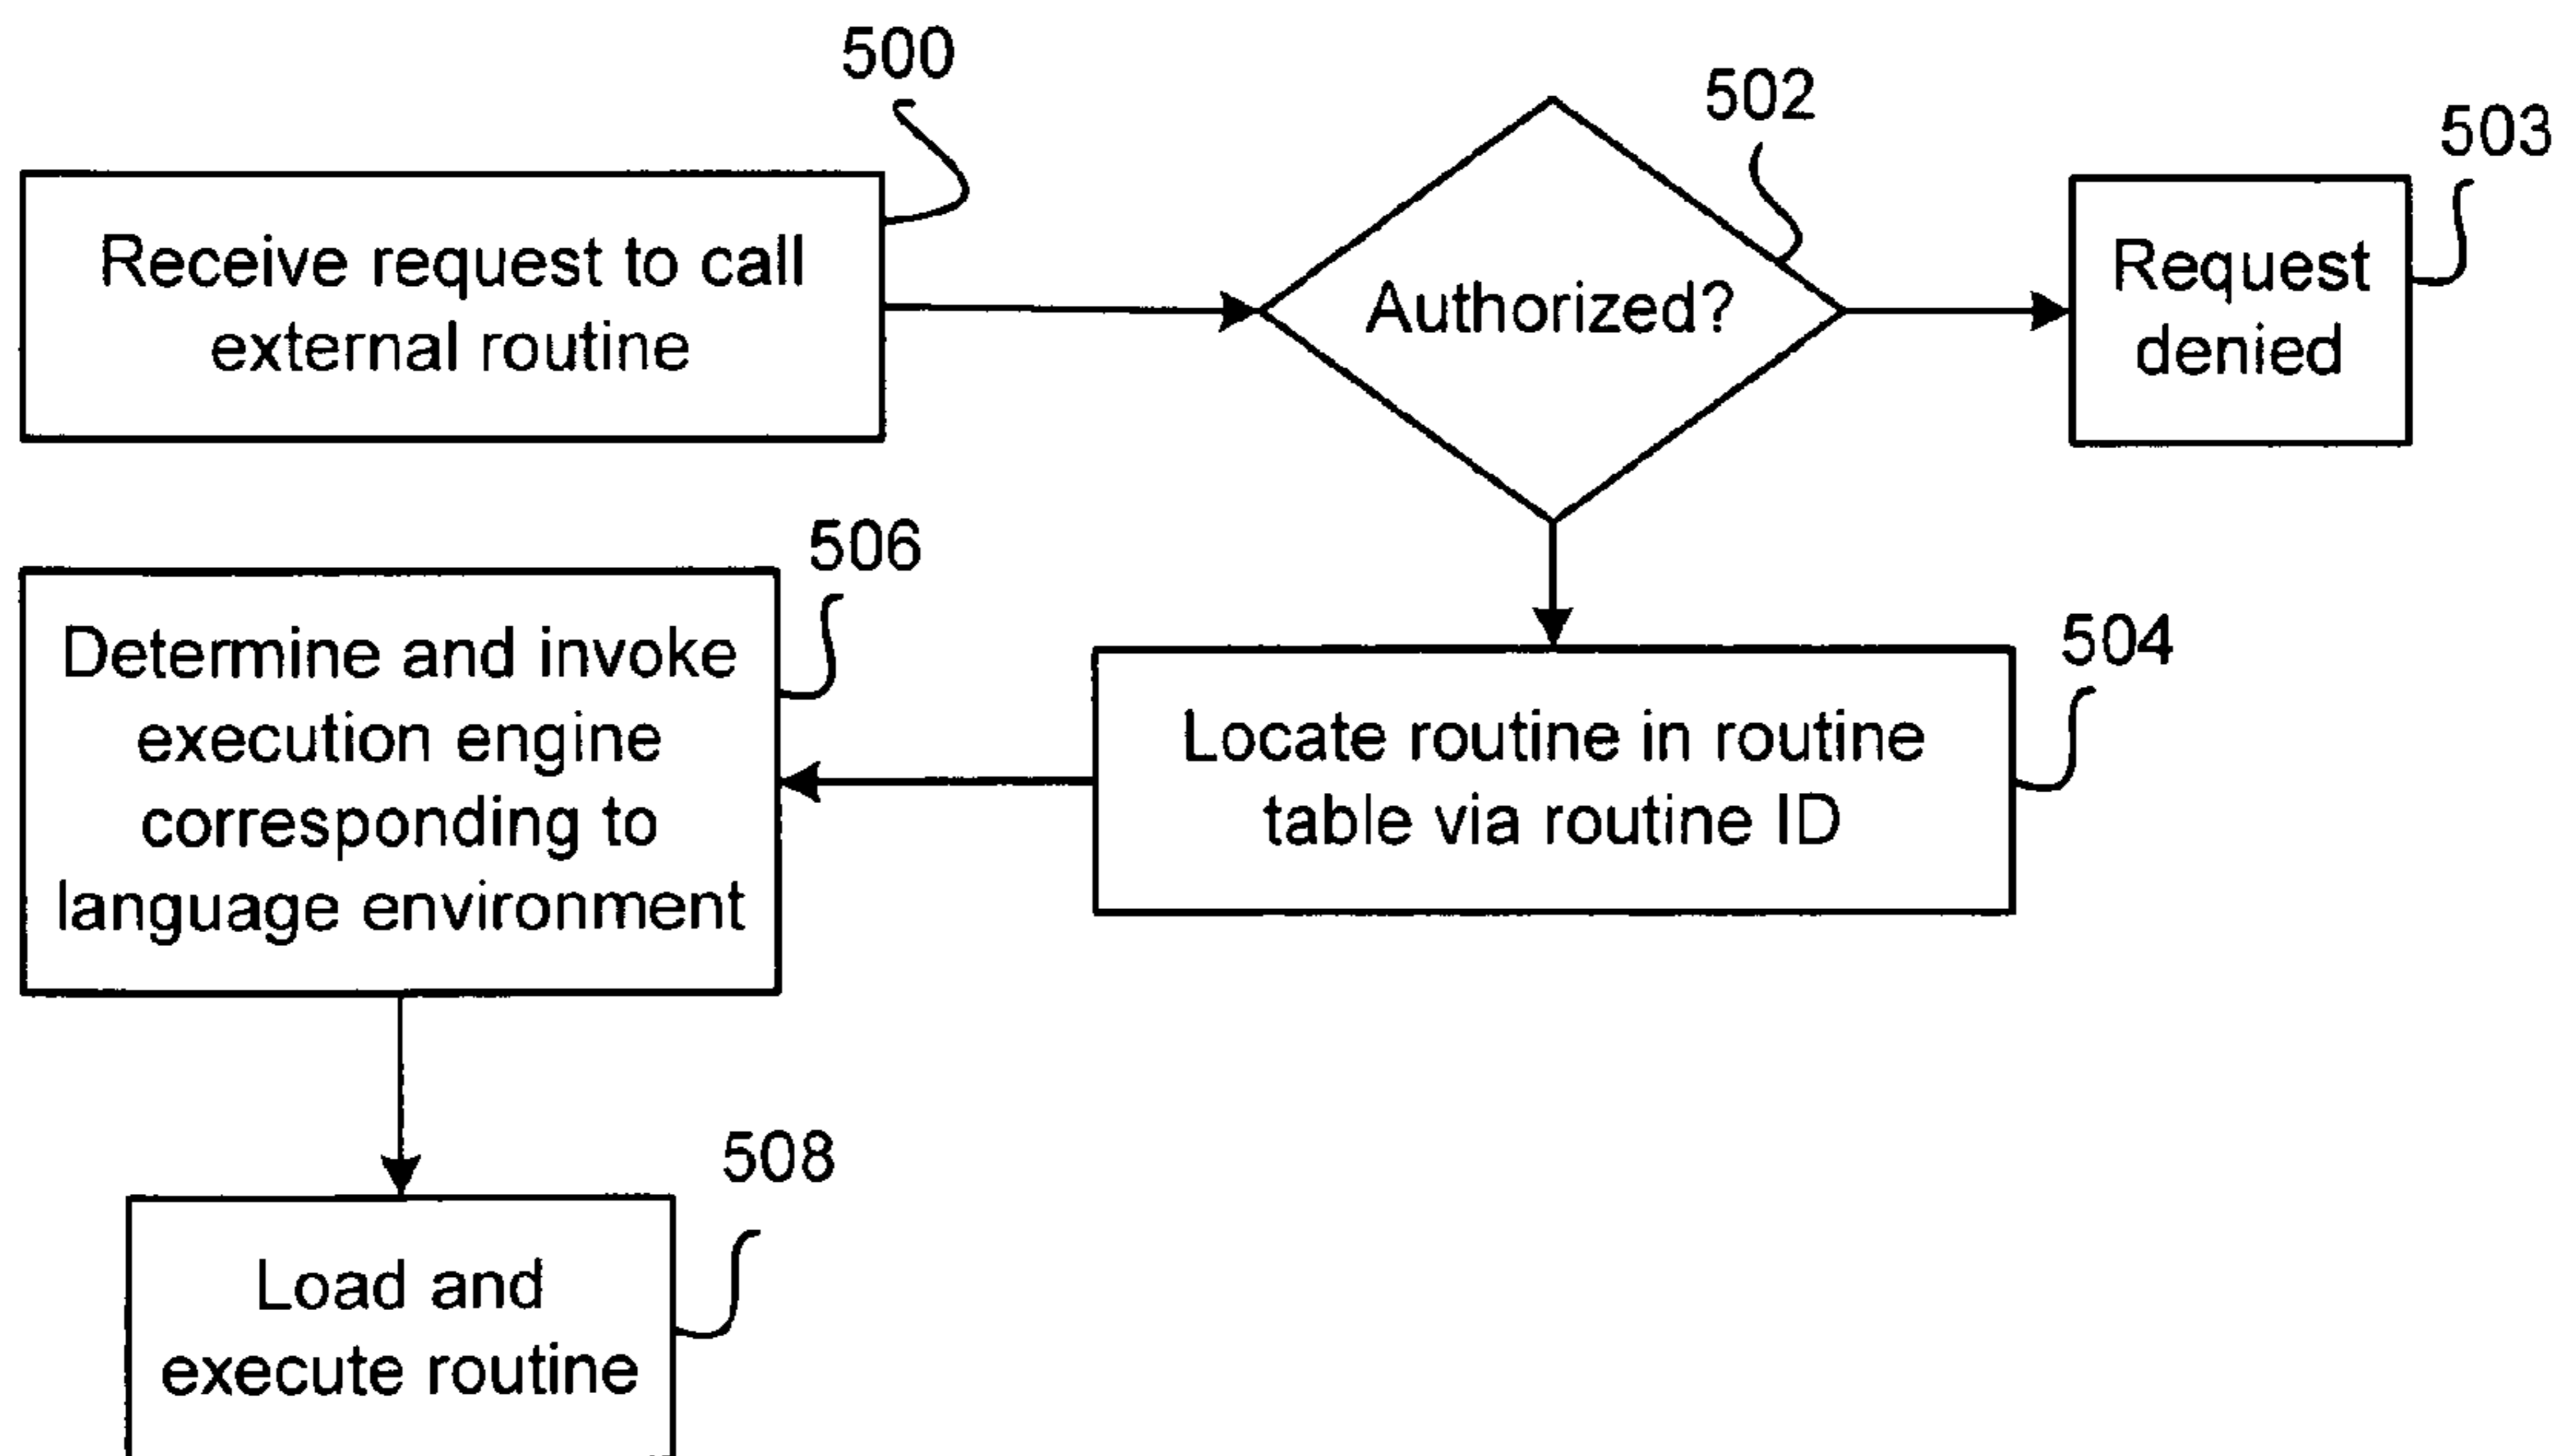 500
Receive request to call
external routine
502
Authorized?
503
Request
denied
504
Locate routine in routine
table via routine ID
506
Determine and invoke
execution engine
corresponding to
language environment
508
Load and
execute routine